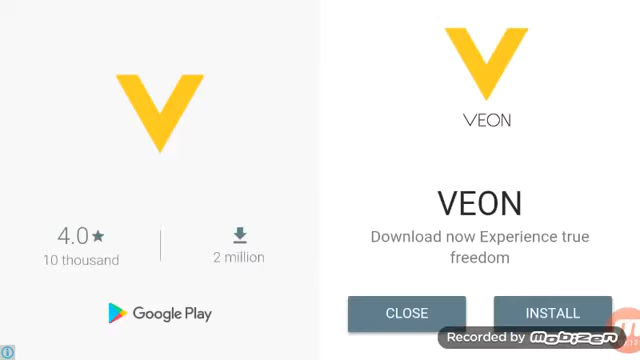 4.0★
10 thousand
2 million
Google Play
VEON
VEON
Download now Experience true
freedom
CLOSE
INSTALL
Recorded by MOBIZEN